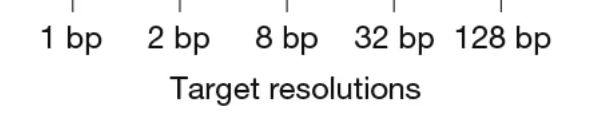 1 bp 2 bp 8 bp 32 bp 128 bp
Target resolutions